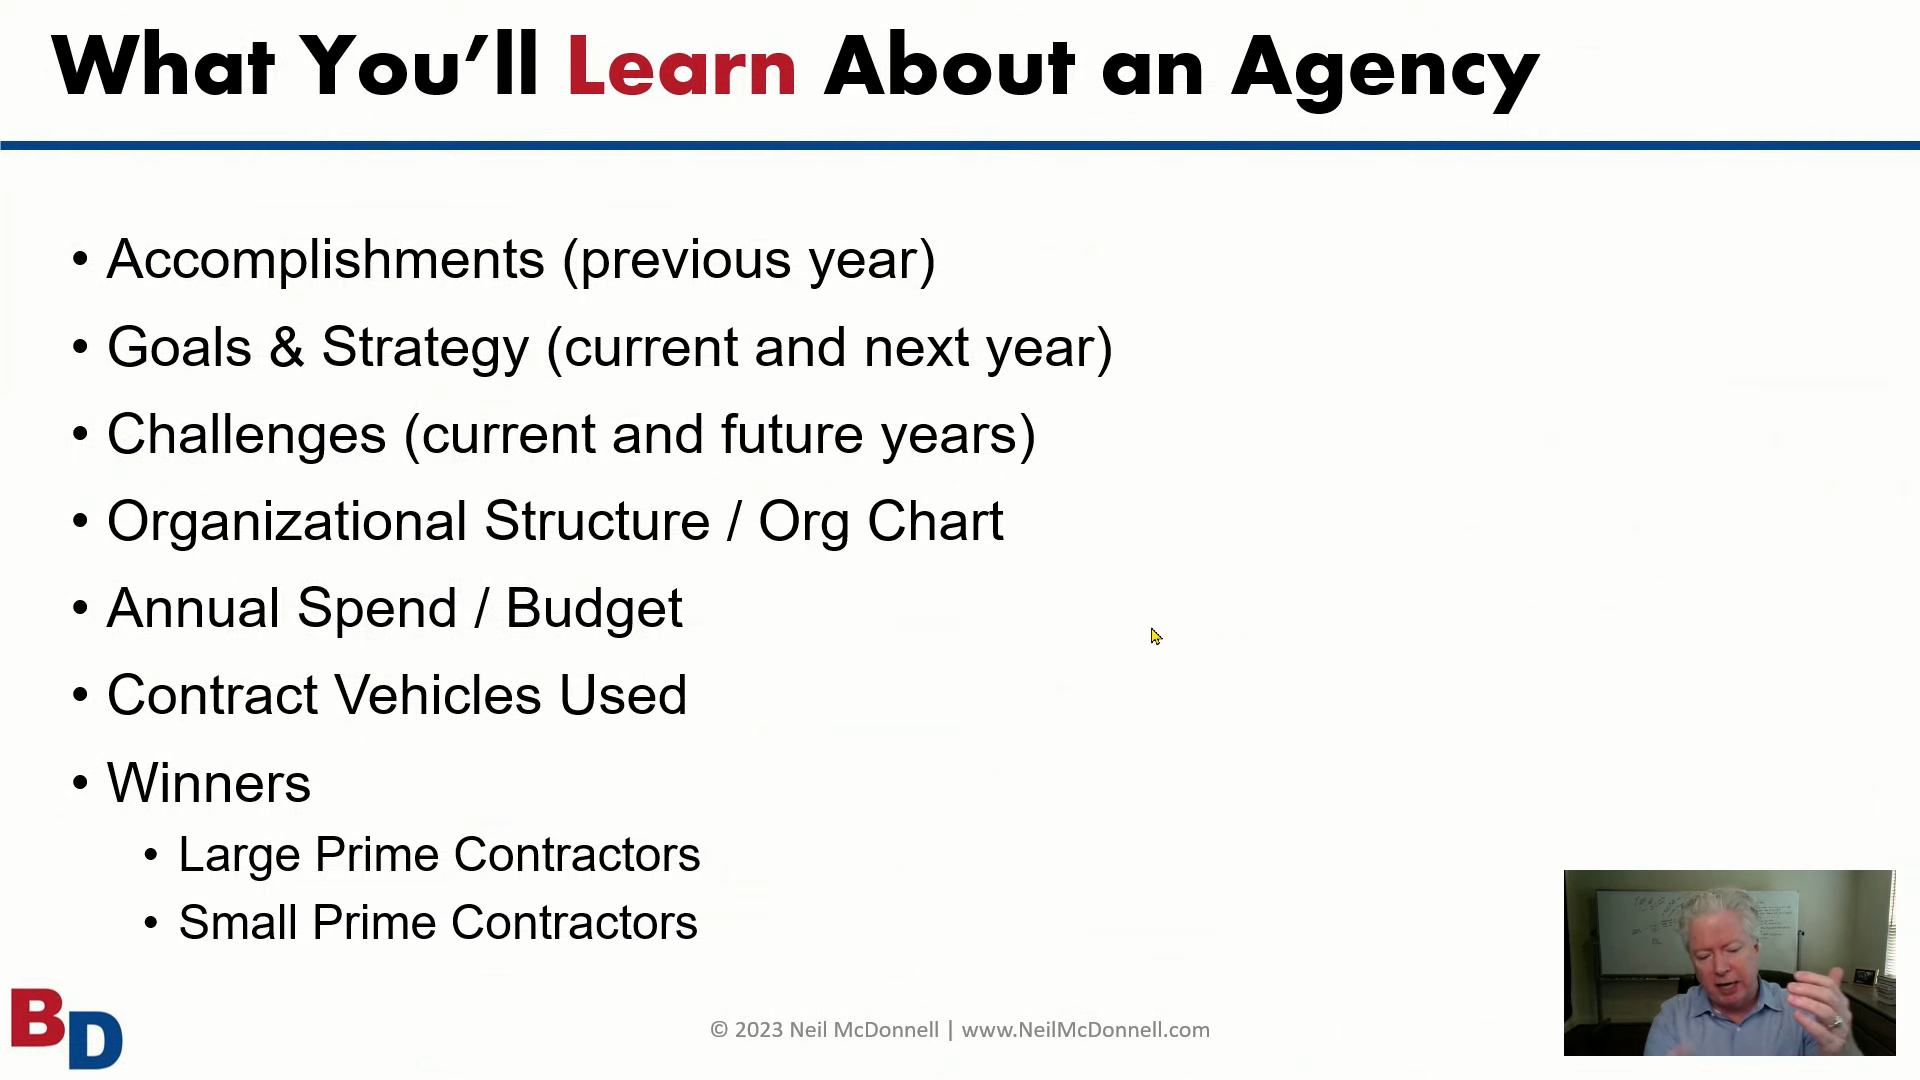 What You’ll Learn About an Agency
• Accomplishments (previous year)
• Goals & Strategy (current and next year)
• Challenges (current and future years)
• Organizational Structure / Org Chart
• Annual Spend / Budget
• Contract Vehicles Used
• Winners
• Large Prime Contractors
• Small Prime Contractors
BD
© 2023 Neil McDonnell | www.NeilMcDonnell.com